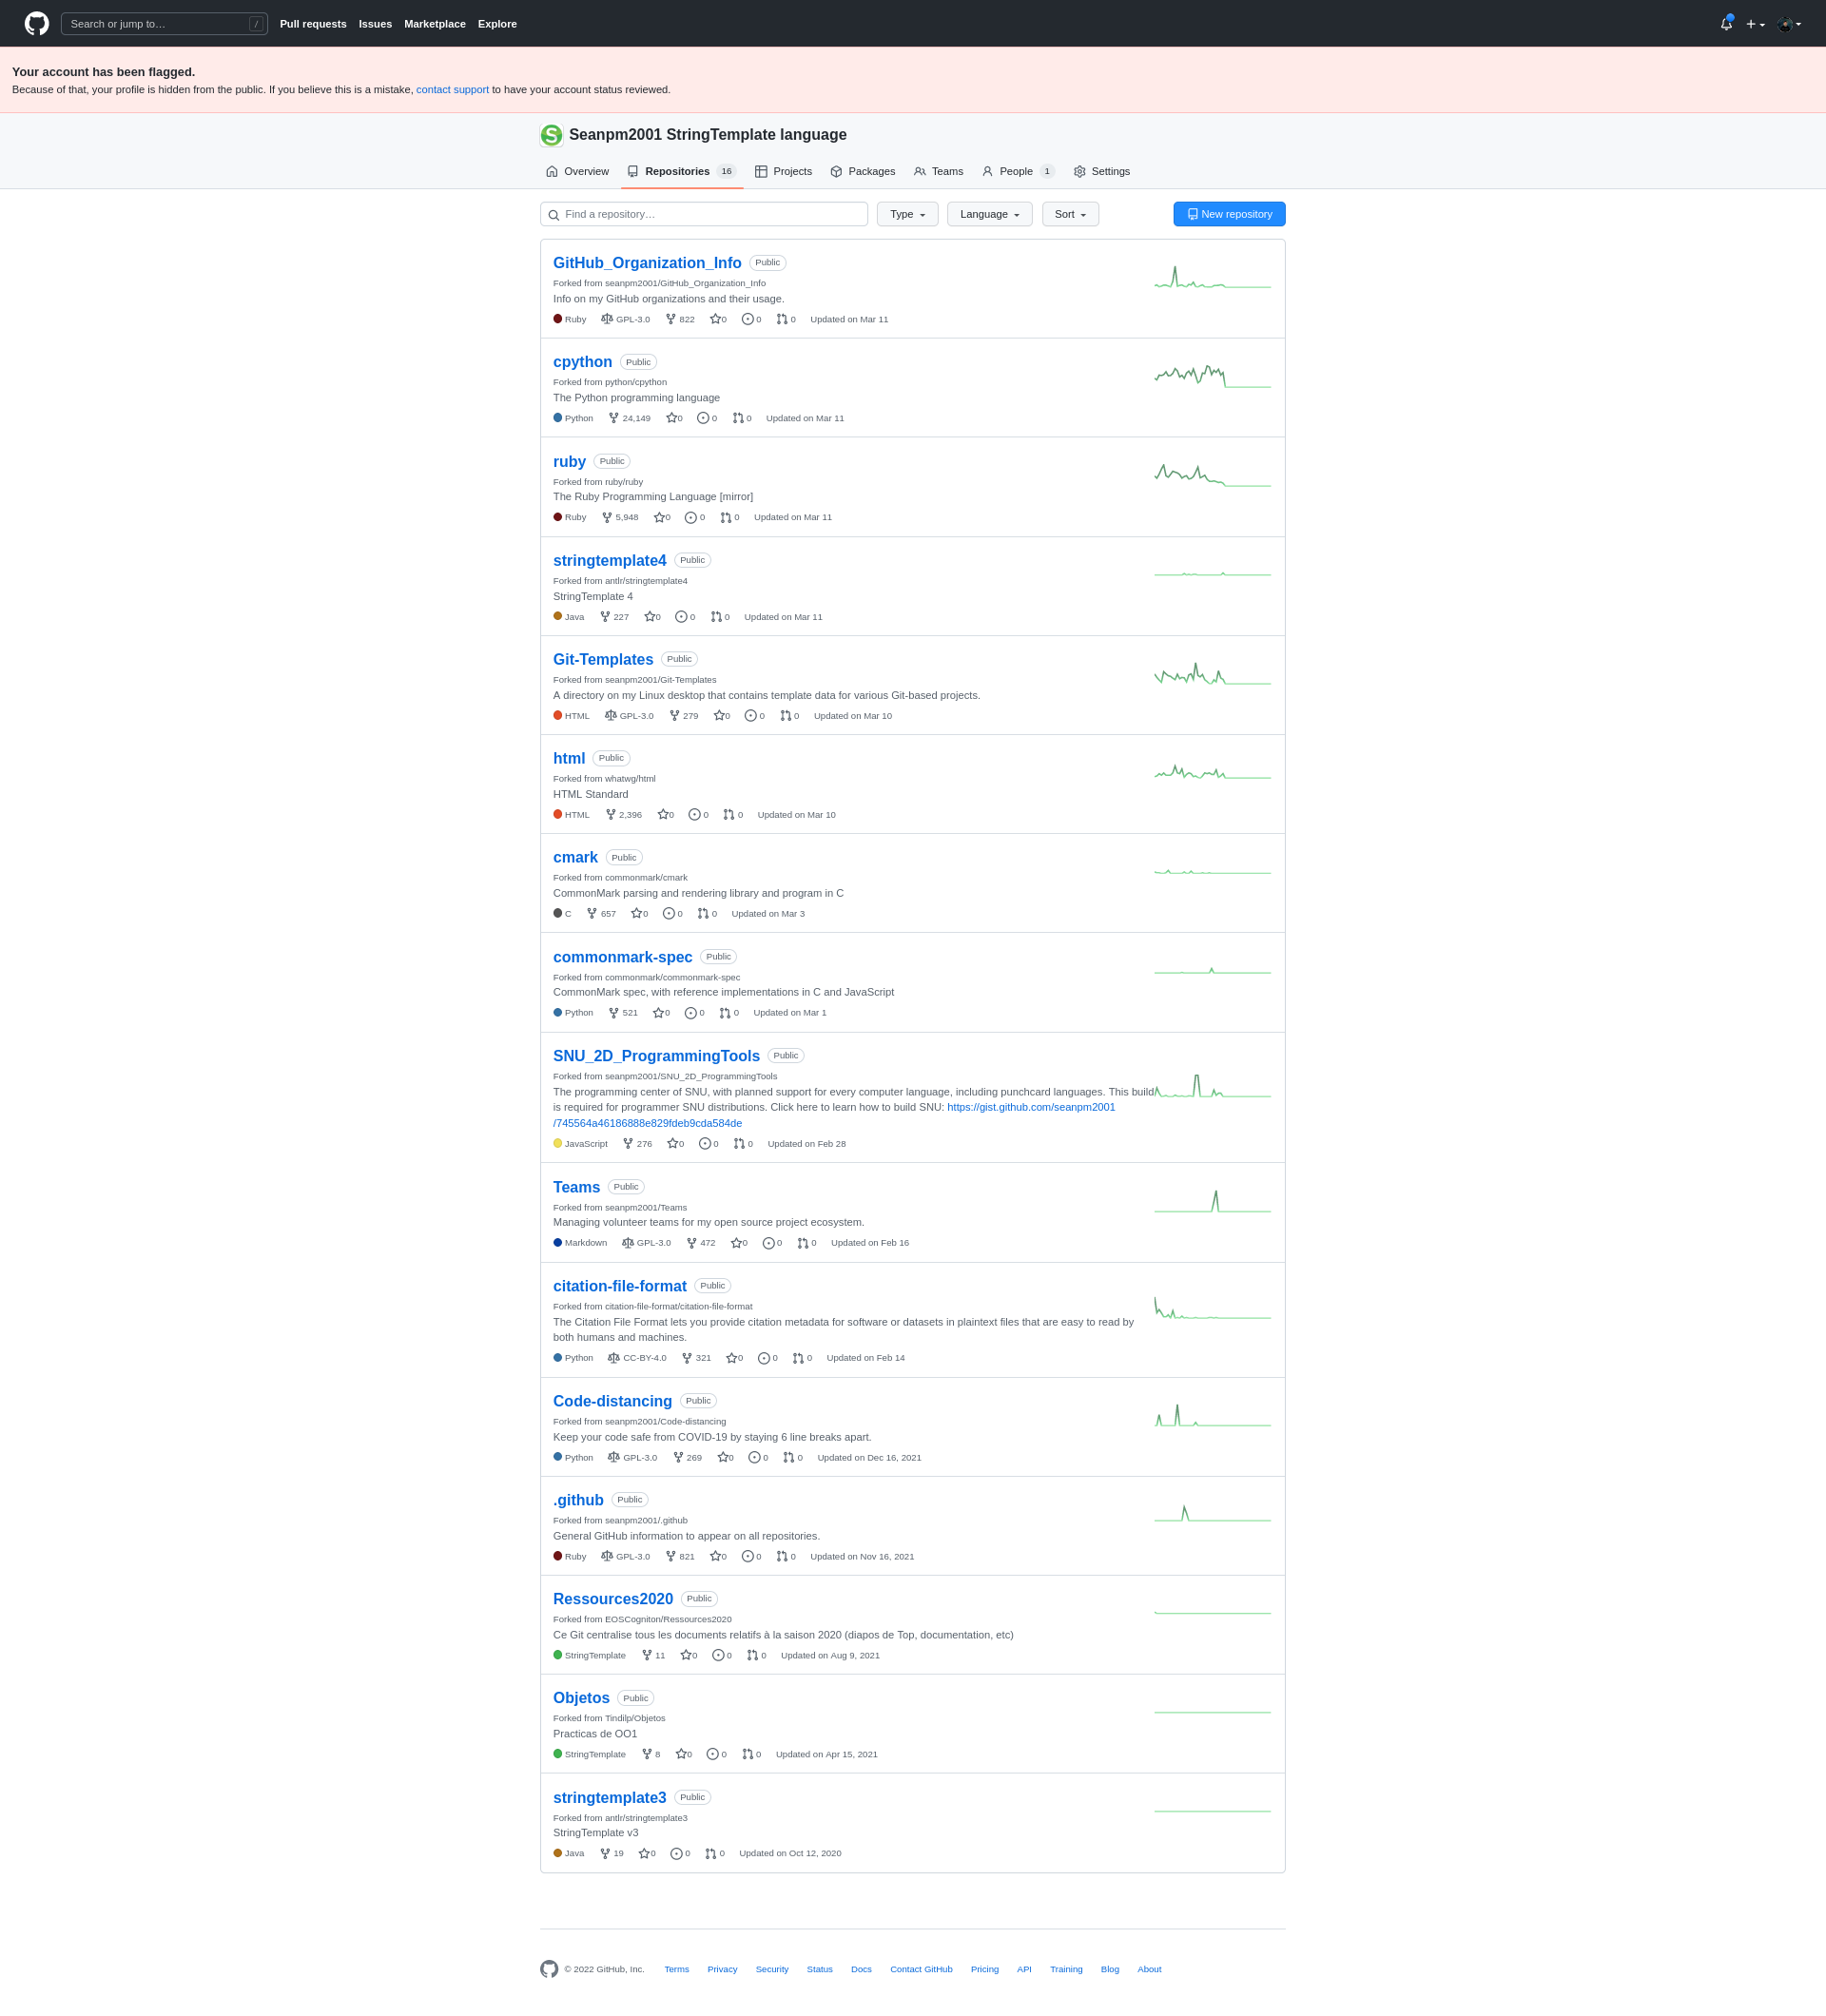 Search or jump to… / Pull requests Issues Marketplace Explore
Your account has been flagged.
Because of that, your profile is hidden from the public. If you believe this is a mistake, contact support to have your account status reviewed.
Seanpm2001 StringTemplate language
Overview Repositories 16 Projects Packages Teams People 1 Settings
Find a repository… Type Language Sort New repository
GitHub_Organization_Info Public
Forked from seanpm2001/GitHub_Organization_Info
Info on my GitHub organizations and their usage.
Ruby GPL-3.0 822 0 0 0 Updated on Mar 11
cpython Public
Forked from python/cpython
The Python programming language
Python 24,149 0 0 0 Updated on Mar 11
ruby Public
Forked from ruby/ruby
The Ruby Programming Language [mirror]
Ruby 5,948 0 0 0 Updated on Mar 11
stringtemplate4 Public
Forked from antlr/stringtemplate4
StringTemplate 4
Java 227 0 0 0 Updated on Mar 11
Git-Templates Public
Forked from seanpm2001/Git-Templates
A directory on my Linux desktop that contains template data for various Git-based projects.
HTML GPL-3.0 279 0 0 0 Updated on Mar 10
html Public
Forked from whatwg/html
HTML Standard
HTML 2,396 0 0 0 Updated on Mar 10
cmark Public
Forked from commonmark/cmark
CommonMark parsing and rendering library and program in C
C 657 0 0 0 Updated on Mar 3
commonmark-spec Public
Forked from commonmark/commonmark-spec
CommonMark spec, with reference implementations in C and JavaScript
Python 521 0 0 0 Updated on Mar 1
SNU_2D_ProgrammingTools Public
Forked from seanpm2001/SNU_2D_ProgrammingTools
The programming center of SNU, with planned support for every computer language, including punchcard languages. This build
is required for programmer SNU distributions. Click here to learn how to build SNU: https://gist.github.com/seanpm2001
/745564a46186888e829fdeb9cda584de
JavaScript 276 0 0 0 Updated on Feb 28
Teams Public
Forked from seanpm2001/Teams
Managing volunteer teams for my open source project ecosystem.
Markdown GPL-3.0 472 0 0 0 Updated on Feb 16
citation-file-format Public
Forked from citation-file-format/citation-file-format
The Citation File Format lets you provide citation metadata for software or datasets in plaintext files that are easy to read by
both humans and machines.
Python CC-BY-4.0 321 0 0 0 Updated on Feb 14
Code-distancing Public
Forked from seanpm2001/Code-distancing
Keep your code safe from COVID-19 by staying 6 line breaks apart.
Python GPL-3.0 269 0 0 0 Updated on Dec 16, 2021
.github Public
Forked from seanpm2001/.github
General GitHub information to appear on all repositories.
Ruby GPL-3.0 821 0 0 0 Updated on Nov 16, 2021
Ressources2020 Public
Forked from EOSCogniton/Ressources2020
Ce Git centralise tous les documents relatifs à la saison 2020 (diapos de Top, documentation, etc)
StringTemplate 11 0 0 0 Updated on Aug 9, 2021
Objetos Public
Forked from Tindilp/Objetos
Practicas de OO1
StringTemplate 8 0 0 0 Updated on Apr 15, 2021
stringtemplate3 Public
Forked from antlr/stringtemplate3
StringTemplate v3
Java 19 0 0 0 Updated on Oct 12, 2020
© 2022 GitHub, Inc. Terms Privacy Security Status Docs Contact GitHub Pricing API Training Blog About